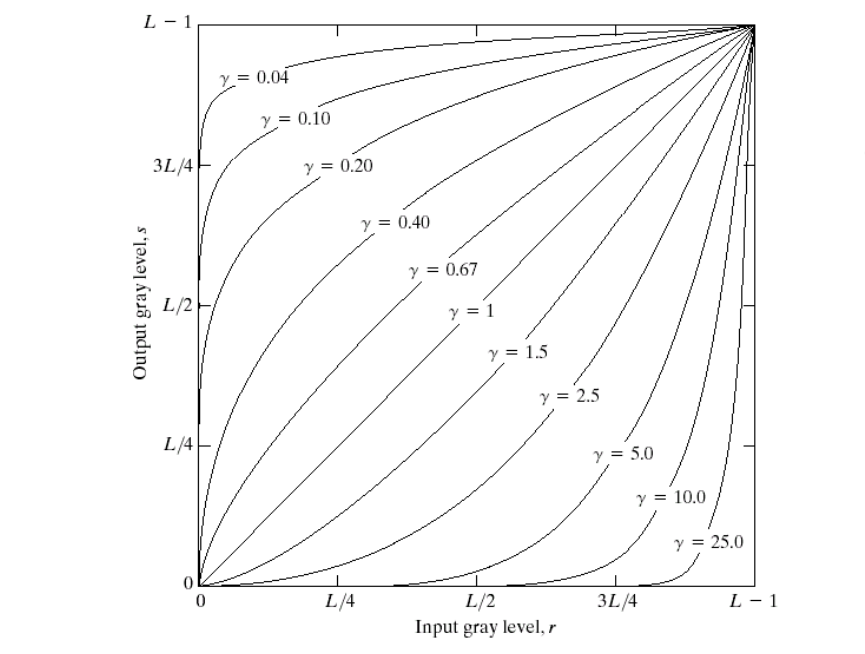 L − 1
γ = 0.04
γ = 0.10
3L/4
γ = 0.20
γ = 0.40
Output gray level, s
γ = 0.67
L/2
γ = 1
γ = 1.5
γ = 2.5
L/4
γ = 5.0
γ = 10.0
γ = 25.0
0
0 L/4 L/2 3L/4 L − 1
Input gray level, r